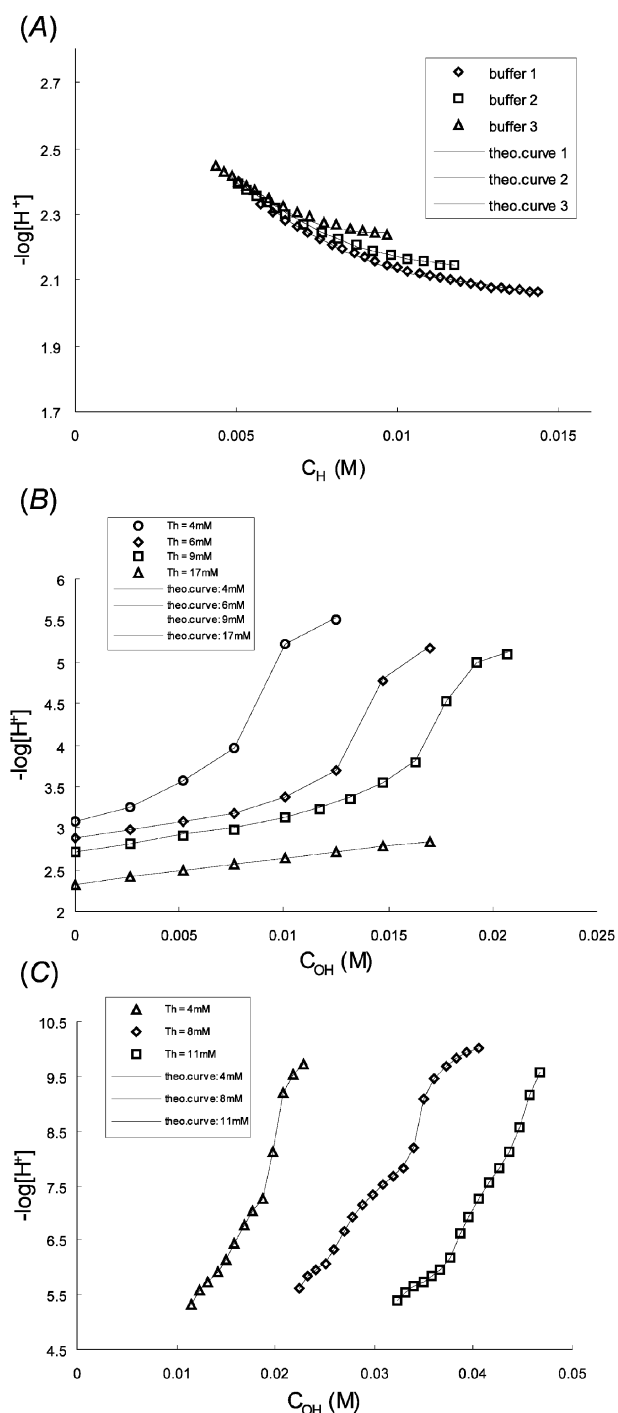 (A)
2.7
2.5
2.3
2.1
1.9
1.7
-log[H+]
buffer 1
buffer 2
buffer 3
theo.curve 1
theo.curve 2
theo.curve 3
0 0.005 0.01 0.015
CH (M)
(B)
Th = 4mM
Th = 6mM
Th = 9mM
Th = 17mM
theo.curve: 4mM
theo.curve: 6mM
theo.curve: 9mM
theo.curve: 17mM
6
5.5
5
4.5
4
3.5
3
2.5
2
-log[H+]
0 0.005 0.01 0.015 0.02 0.025
COH (M)
(C)
Th = 4mM
Th = 8mM
Th = 11mM
theo.curve: 4mM
theo.curve: 8mM
theo.curve: 11mM
10.5
9.5
8.5
7.5
6.5
5.5
4.5
-log[H+]
0 0.01 0.02 0.03 0.04 0.05
COH (M)